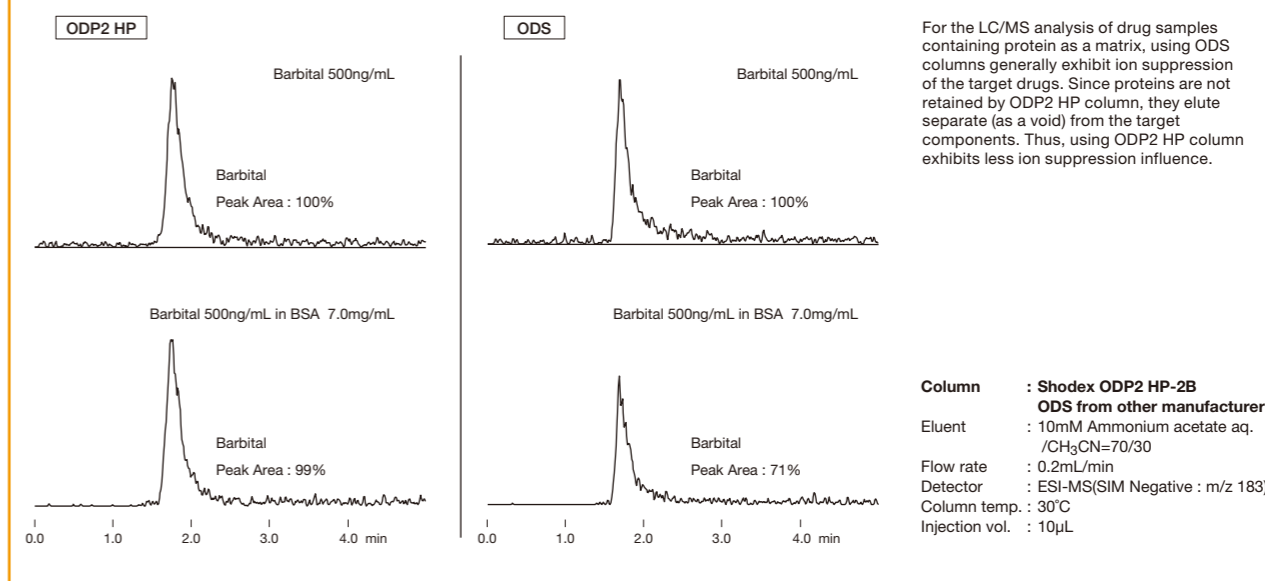 ODP2 HP
Barbital 500ng/mL
Barbital
Peak Area : 100%
Barbital 500ng/mL in BSA 7.0mg/mL
Barbital
Peak Area : 99%
0.0 1.0 2.0 3.0 4.0 min
ODS
Barbital 500ng/mL
Barbital
Peak Area : 100%
Barbital 500ng/mL in BSA 7.0mg/mL
Barbital
Peak Area : 71%
0.0 1.0 2.0 3.0 4.0 min
For the LC/MS analysis of drug samples
containing protein as a matrix, using ODS
columns generally exhibit ion suppression
of the target drugs. Since proteins are not
retained by ODP2 HP column, they elute
separate (as a void) from the target
components. Thus, using ODP2 HP column
exhibits less ion suppression influence.
Column : Shodex ODP2 HP-2B
ODS from other manufacturer
Eluent : 10mM Ammonium acetate aq.
/CH₃CN=70/30
Flow rate : 0.2mL/min
Detector : ESI-MS(SIM Negative : m/z 183)
Column temp. : 30˚C
Injection vol. : 10µL